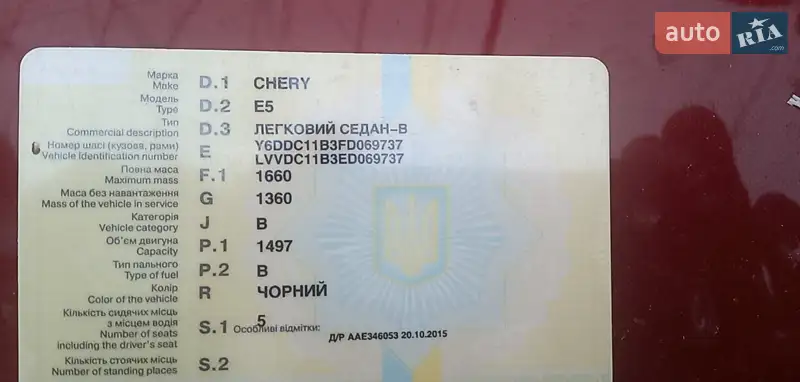 auto RIA .com
Марка D.1 CHERY
Make
Модель D.2 E5
Type
Тип D.3 ЛЕГКОВИЙ СЕДАН-B
Commercial description
Номер шасі (кузова, рами) E Y6DDC11B3FD069737
Vehicle identification number LVVDC11B3ED069737
Повна маса F.1 1660
Maximum mass
Маса без навантаження G 1360
Mass of the vehicle in service
Категорія J B
Vehicle category
Об'єм двигуна P.1 1497
Capacity
Тип пального P.2 B
Type of fuel
Колір R ЧОРНИЙ
Color of the vehicle
Кількість сидячих місць
з місцем водія 5
Number of seats S.1 Особливі відмітки: Д/Р AAE346053 20.10.2015
including the driver's seat
Кількість стоячих місць S.2
Number of standing places